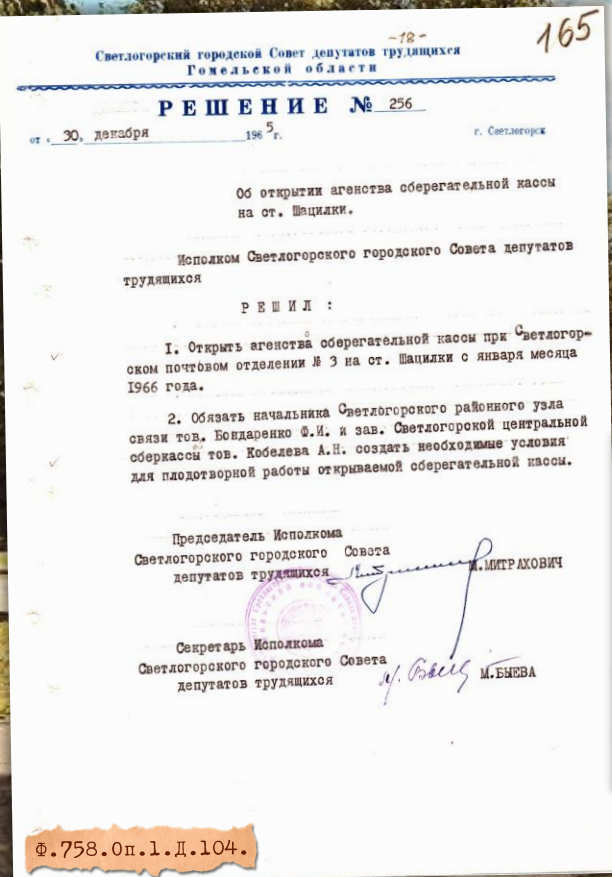 -18-
165
Светлогорский городской Совет депутатов трудящихся
Гомельской области
РЕШЕНИЕ № 256
от « 30 » декабря 1965 г. г. Светлогорск
Об открытии агенства сберегательной кассы
на ст. Шацилки.
Исполком Светлогорского городского Совета депутатов
трудящихся
РЕШИЛ :
1. Открыть агенства сберегательной кассы при Светлогор-
ском почтовом отделении № 3 на ст. Шацилки с января месяца
1966 года.
2. Обязать начальника Светлогорского районного узла
связи тов. Бондаренко Ф.И. и зав. Светлогорской центральной
сберкассы тов. Кобелева А.Н. создать необходимые условия
для плодотворной работы открываемой сберегательной кассы.
Председатель Исполкома
Светлогорского городского Совета
депутатов трудящихся И.МИТРАХОВИЧ
Секретарь Исполкома
Светлогорского городского Совета
депутатов трудящихся М.БЫЕВА
Ф.758.Оп.1.Д.104.